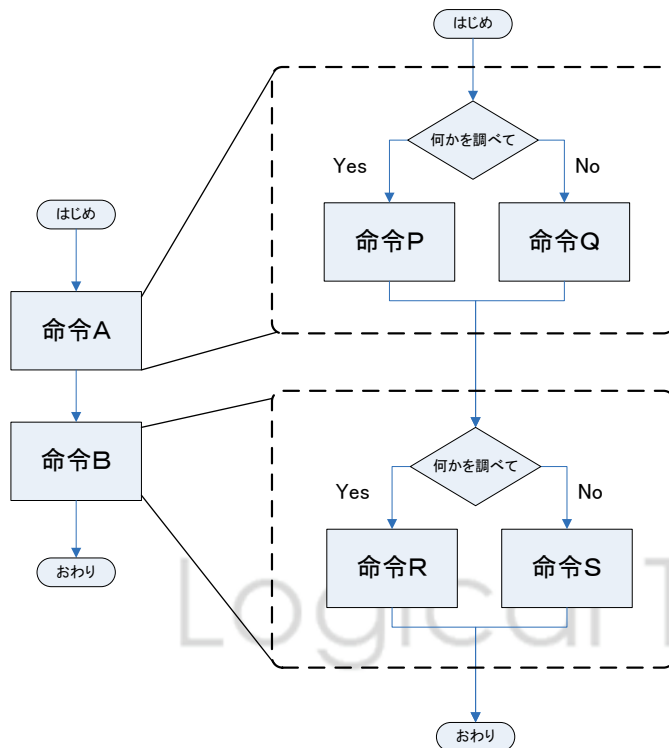 はじめ
命令A
命令B
おわり
はじめ
何かを調べて
Yes
No
命令P
命令Q
何かを調べて
Yes
No
命令R
命令S
おわり
Logical T